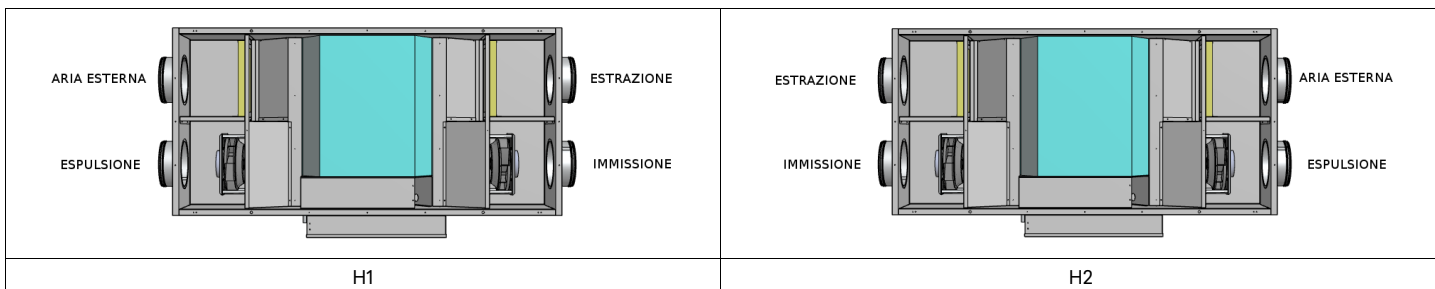 ARIA ESTERNA
ESTRAZIONE
ESPULSIONE
IMMISSIONE
H1
ESTRAZIONE
ARIA ESTERNA
IMMISSIONE
ESPULSIONE
H2